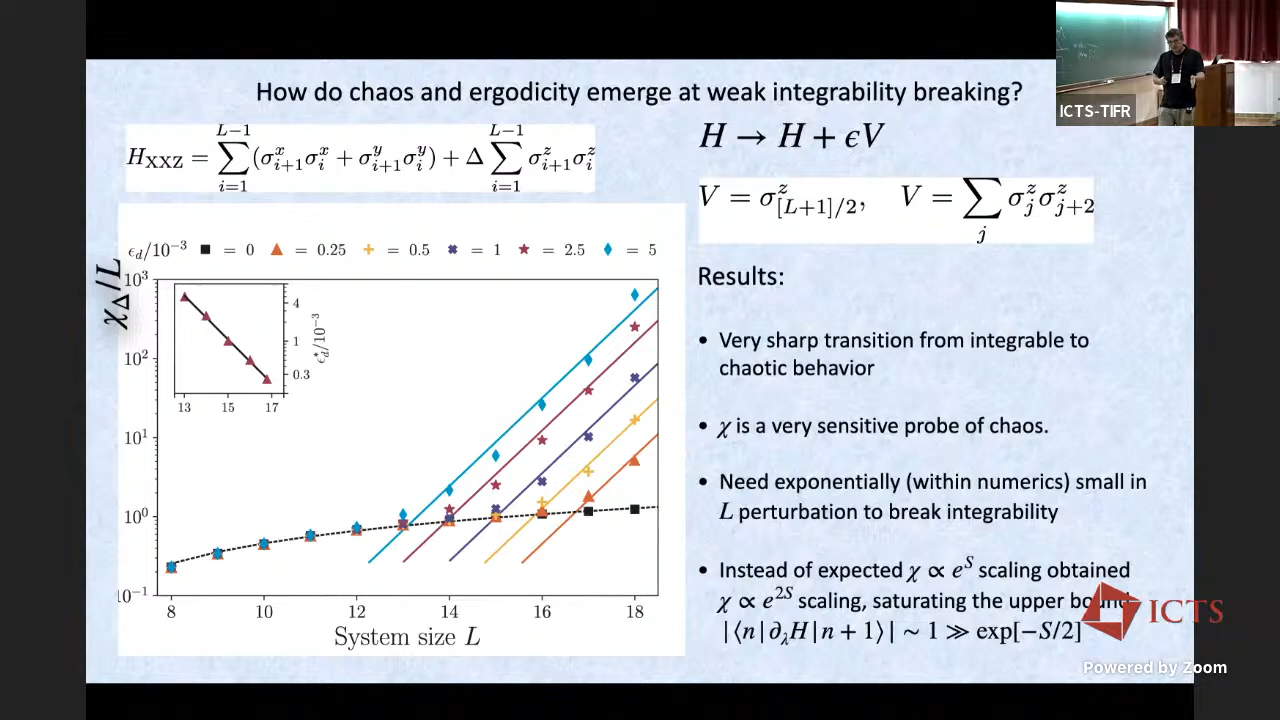 How do chaos and ergodicity emerge at weak integrability breaking?
H_XXZ = \sum_{i=1}^{L-1} (σ^x_{i+1} σ^x_i + σ^y_{i+1} σ^y_i) + Δ \sum_{i=1}^{L-1} σ^z_{i+1} σ^z_i
H → H + ϵV
V = σ^z_{[L+1]/2},   V = \sum_j σ^z_j σ^z_{j+2}
ϵ_d/10^{-3} ■ = 0 ▲ = 0.25 + = 0.5 ✖ = 1 ★ = 2.5 ♦ = 5
χ_Δ/L
10^3
10^2
10^1
10^0
10^{-1}
8 10 12 14 16 18
System size L
4
1
0.3
ϵ*_d/10^{-3}
13 15 17
Results:
• Very sharp transition from integrable to
chaotic behavior
• χ is a very sensitive probe of chaos.
• Need exponentially (within numerics) small in
L perturbation to break integrability
• Instead of expected χ ∝ e^S scaling obtained
χ ∝ e^{2S} scaling, saturating the upper
|⟨n|∂_λH|n + 1⟩| ∼ 1 ≫ exp[−S/2]
ICTS-TIFR
ICTS
Powered by Zoom